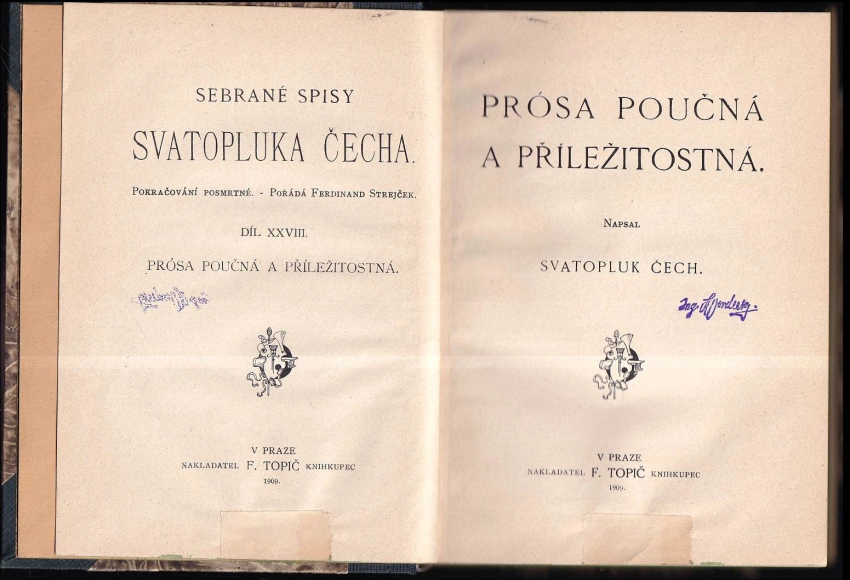 SEBRANÉ SPISY
SVATOPLUKA ČECHA.
POKRAČOVÁNÍ POSMRTNÉ. - POŘÁDÁ FERDINAND STREJČEK.
DÍL XXVIII.
PRÓSA POUČNÁ A PŘÍLEŽITOSTNÁ.
V PRAZE
NAKLADATEL F. TOPIČ KNIHKUPEC
1909.
PRÓSA POUČNÁ
A PŘÍLEŽITOSTNÁ.
NAPSAL
SVATOPLUK ČECH.
Ing.
V PRAZE
NAKLADATEL F. TOPIČ KNIHKUPEC
1909.